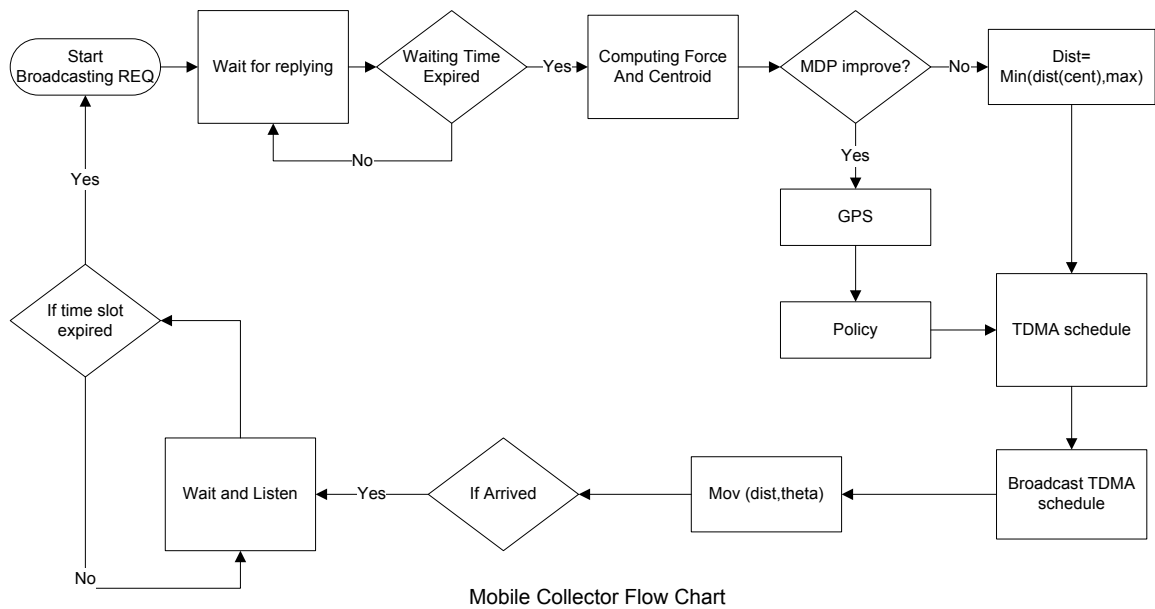 Start
Broadcasting REQ
Wait for replying
Waiting Time
Expired
Yes
No
Computing Force
And Centroid
MDP improve?
No
Dist=
Min(dist(cent),max)
Yes
GPS
Policy
TDMA schedule
Broadcast TDMA
schedule
Mov (dist,theta)
If Arrived
Yes
Wait and Listen
If time slot
expired
Yes
No
Mobile Collector Flow Chart